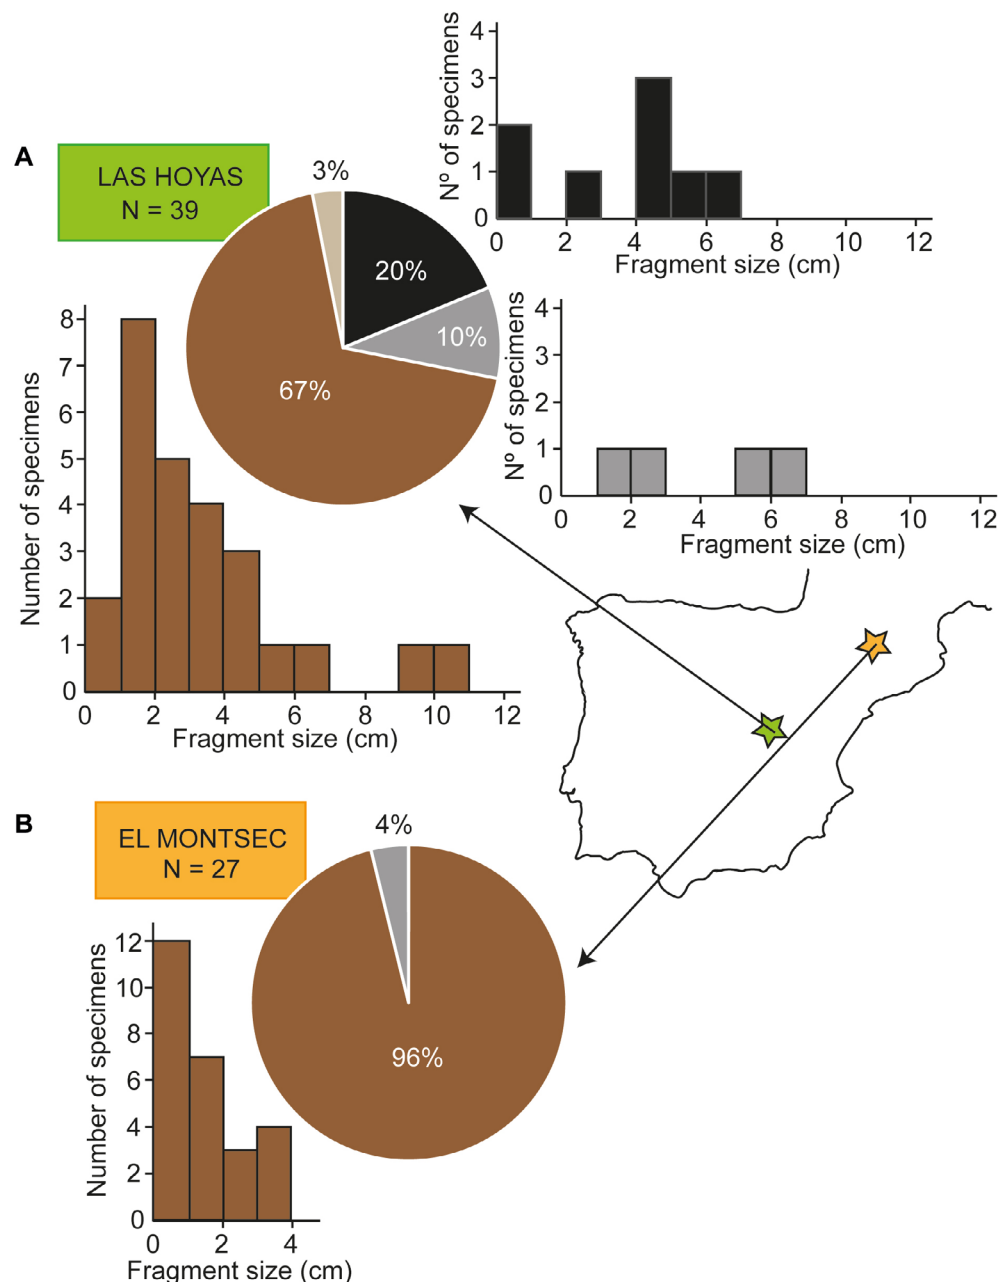 A
LAS HOYAS
N = 39
3%
20%
10%
67%
Nº of specimens
4
3
2
1
0
0 2 4 6 8 10 12
Fragment size (cm)
Nº of specimens
4
3
2
1
0
0 2 4 6 8 10 12
Fragment size (cm)
Number of specimens
8
7
6
5
4
3
2
1
0
0 2 4 6 8 10 12
Fragment size (cm)
B
EL MONTSEC
N = 27
4%
96%
Number of specimens
12
10
8
6
4
2
0
0 2 4
Fragment size (cm)